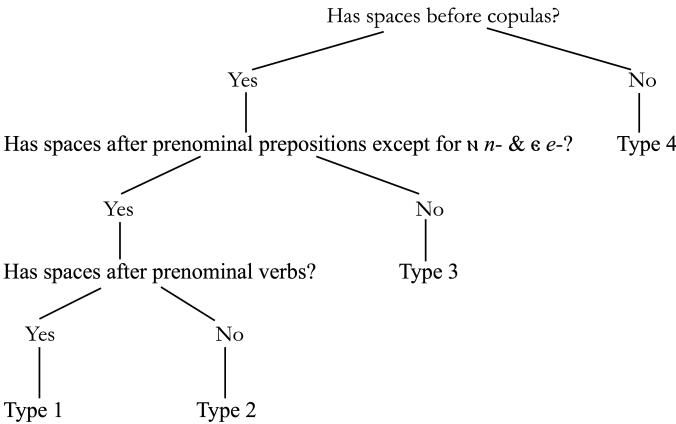 Has spaces before copulas?
Yes No
Has spaces after prenominal prepositions except for ⲛ n- & ⲉ e-? Type 4
Yes No
Has spaces after prenominal verbs? Type 3
Yes No
Type 1 Type 2